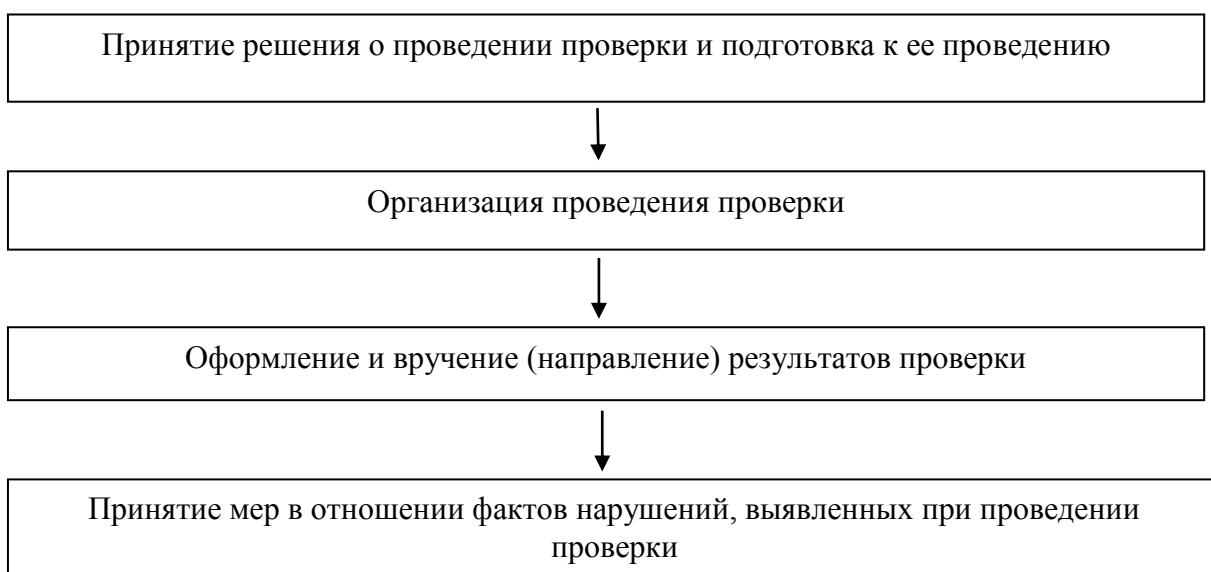 Принятие решения о проведении проверки и подготовка к ее проведению
Организация проведения проверки
Оформление и вручение (направление) результатов проверки
Принятие мер в отношении фактов нарушений, выявленных при проведении
проверки